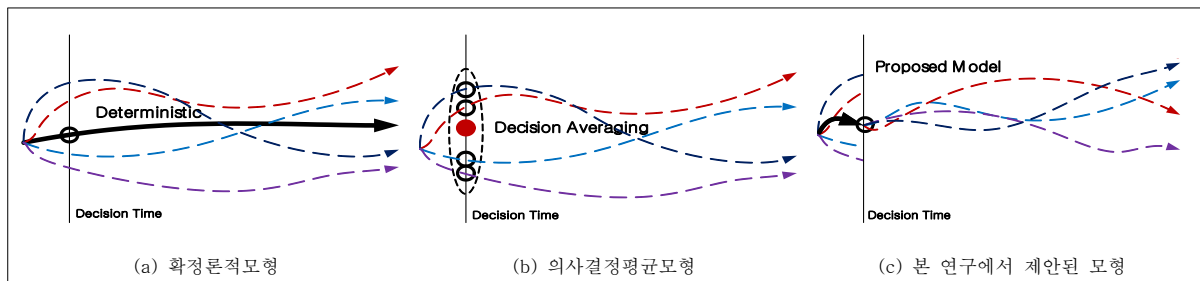 Deterministic
Decision Time
(a) 확정론적모형
Decision Averaging
Decision Time
(b) 의사결정평균모형
Proposed Model
Decision Time
(c) 본 연구에서 제안된 모형